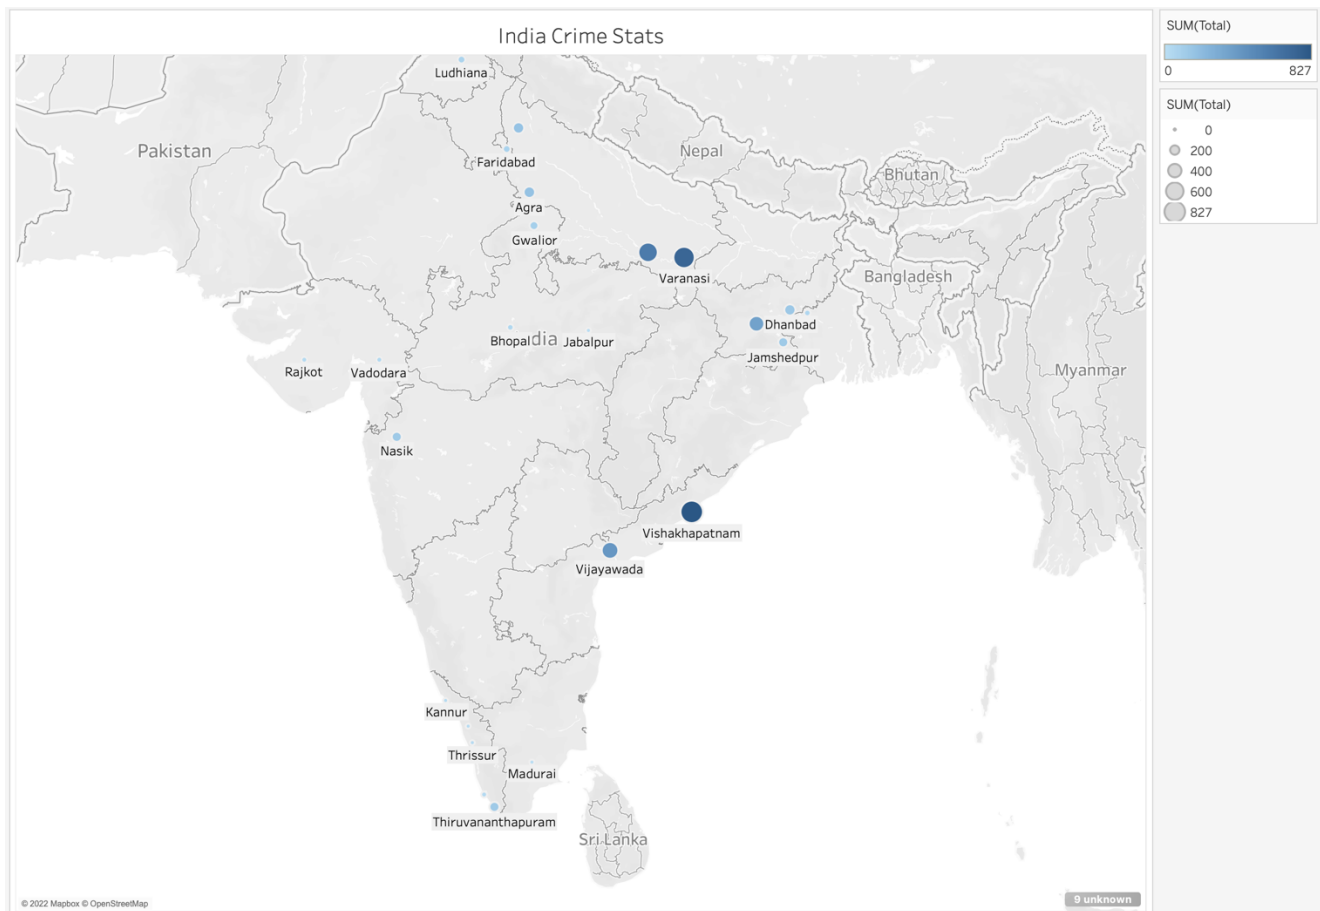 India Crime Stats
SUM(Total)
0 827
SUM(Total)
0
200
400
600
827
Ludhiana
Pakistan
Faridabad
Nepal
Bhutan
Agra
Gwalior
Varanasi
Bangladesh
Dhanbad
Bhopal dia Jabalpur
Jamshedpur
Rajkot
Vadodara
Myanmar
Nasik
Vishakhapatnam
Vijayawada
Kannur
Thrissur
Madurai
Thiruvananthapuram
Sri Lanka
© 2022 Mapbox © OpenStreetMap
9 unknown